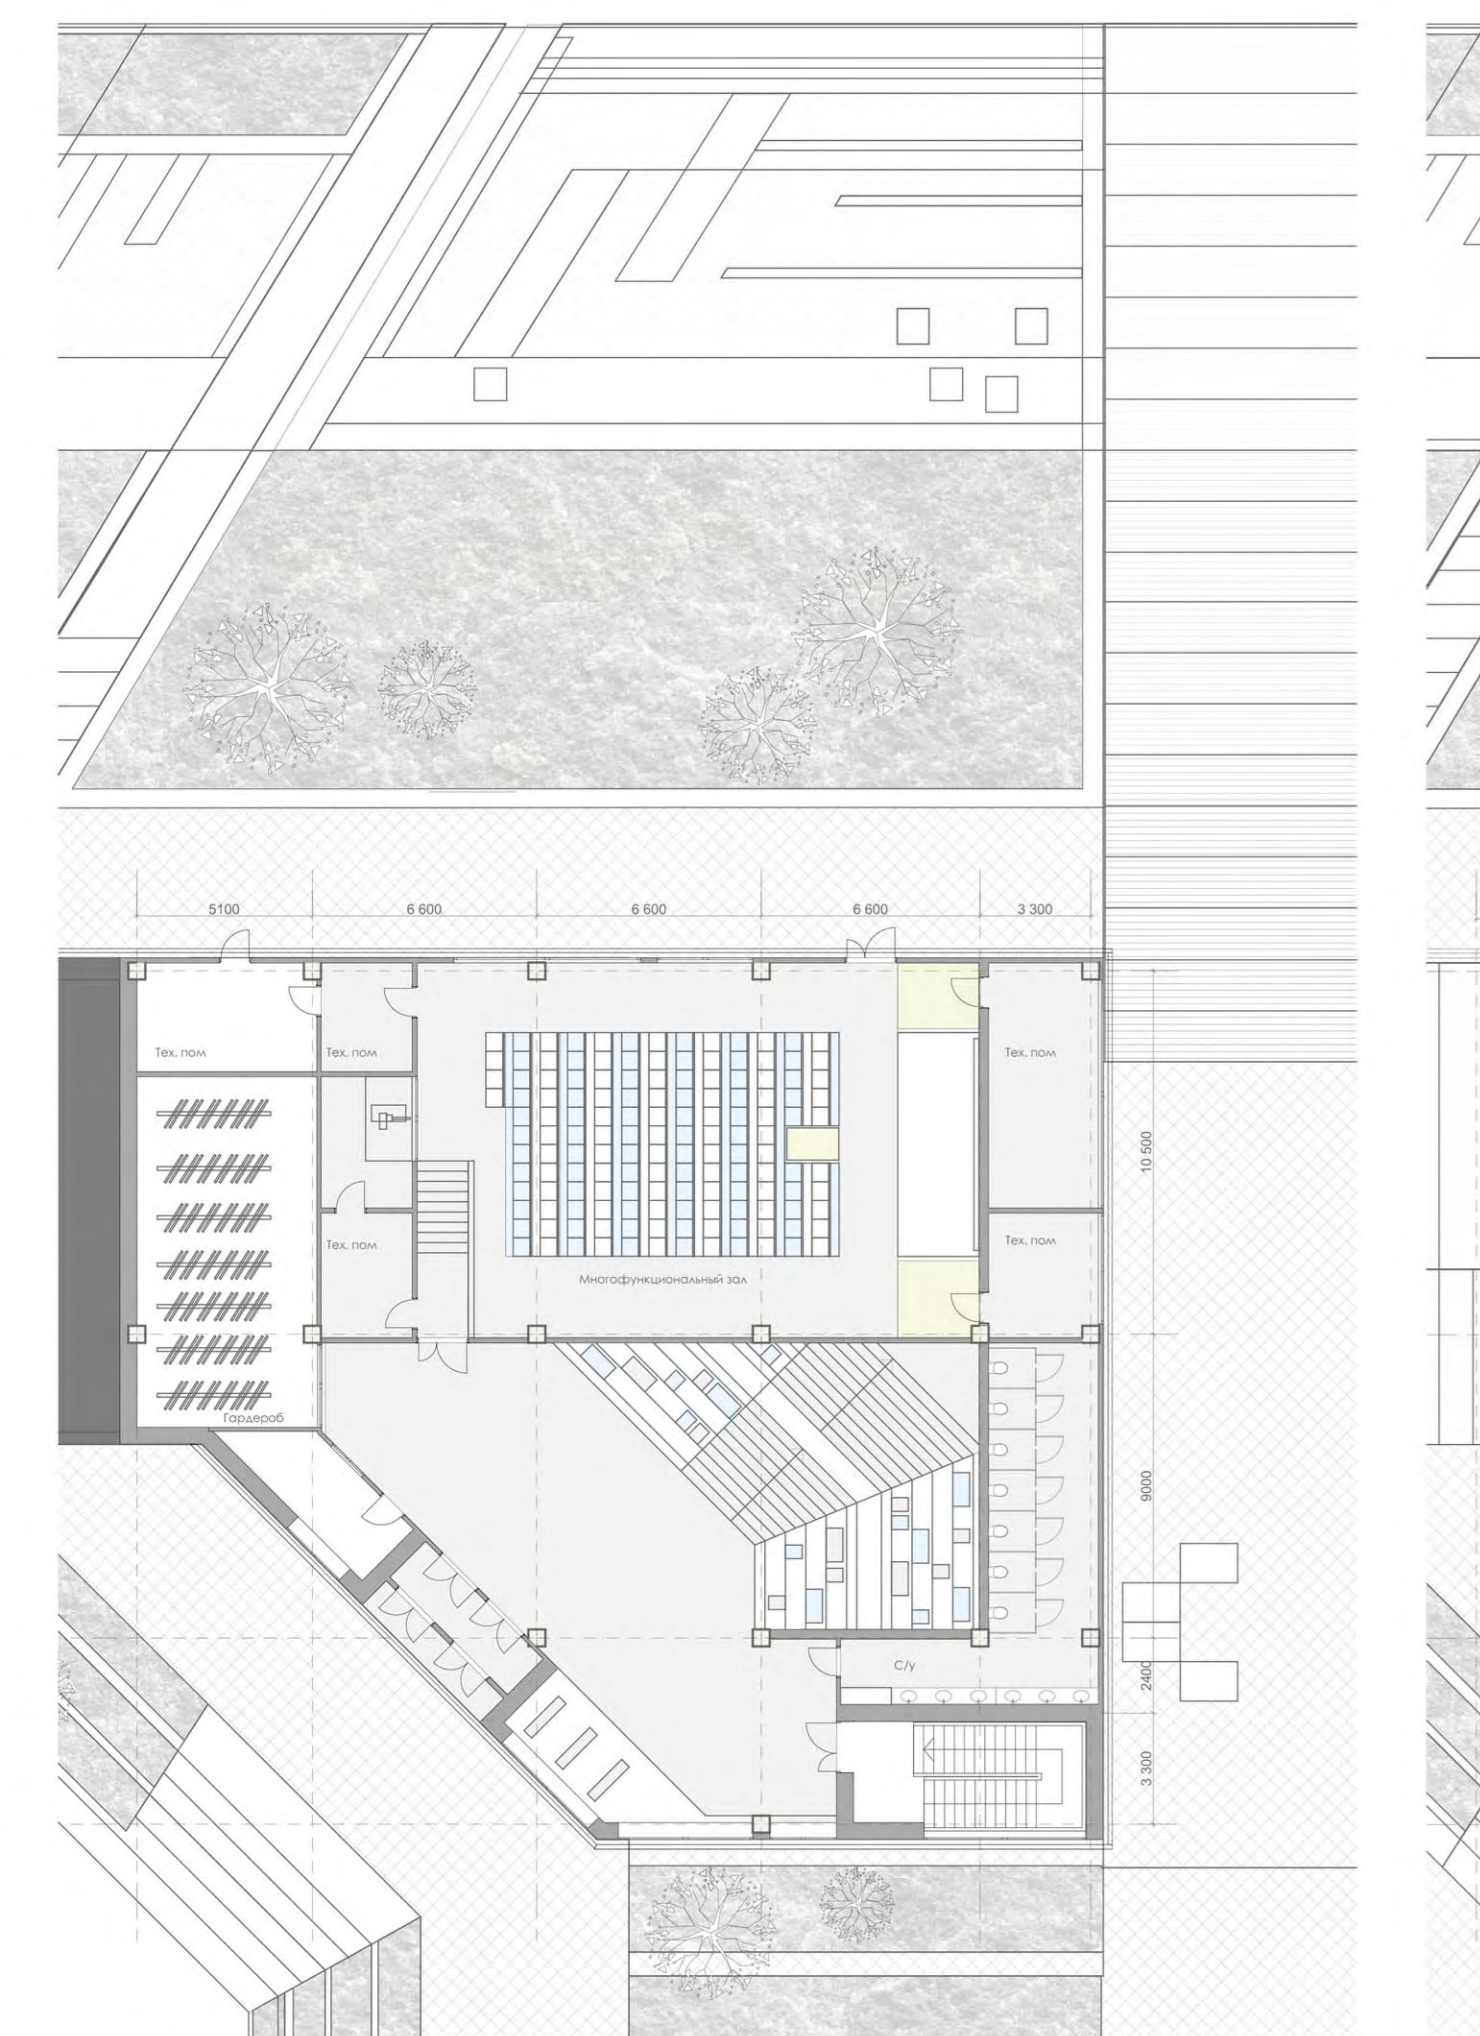 5100 6 600 6 600 6 600 3 300
Тех. пом Тех. пом Тех. пом
10 500
Тех. пом Тех. пом
Многофункциональный зал
Гардероб
9000
С/у
2400
3 300